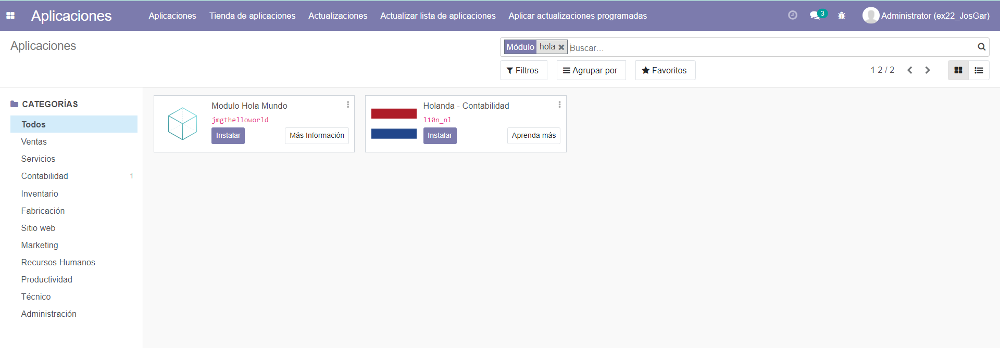 Aplicaciones Aplicaciones Tienda de aplicaciones Actualizaciones Actualizar lista de aplicaciones Aplicar actualizaciones programadas 3 Administrator (ex22_JosGar)
Aplicaciones
Módulo hola Buscar...
Filtros Agrupar por Favoritos 1-2 / 2
CATEGORÍAS
Todos
Ventas
Servicios
Contabilidad 1
Inventario
Fabricación
Sitio web
Marketing
Recursos Humanos
Productividad
Técnico
Administración
Modulo Hola Mundo
jmgthelloworld
Instalar Más Información
Holanda - Contabilidad
l10n_nl
Instalar Aprenda más